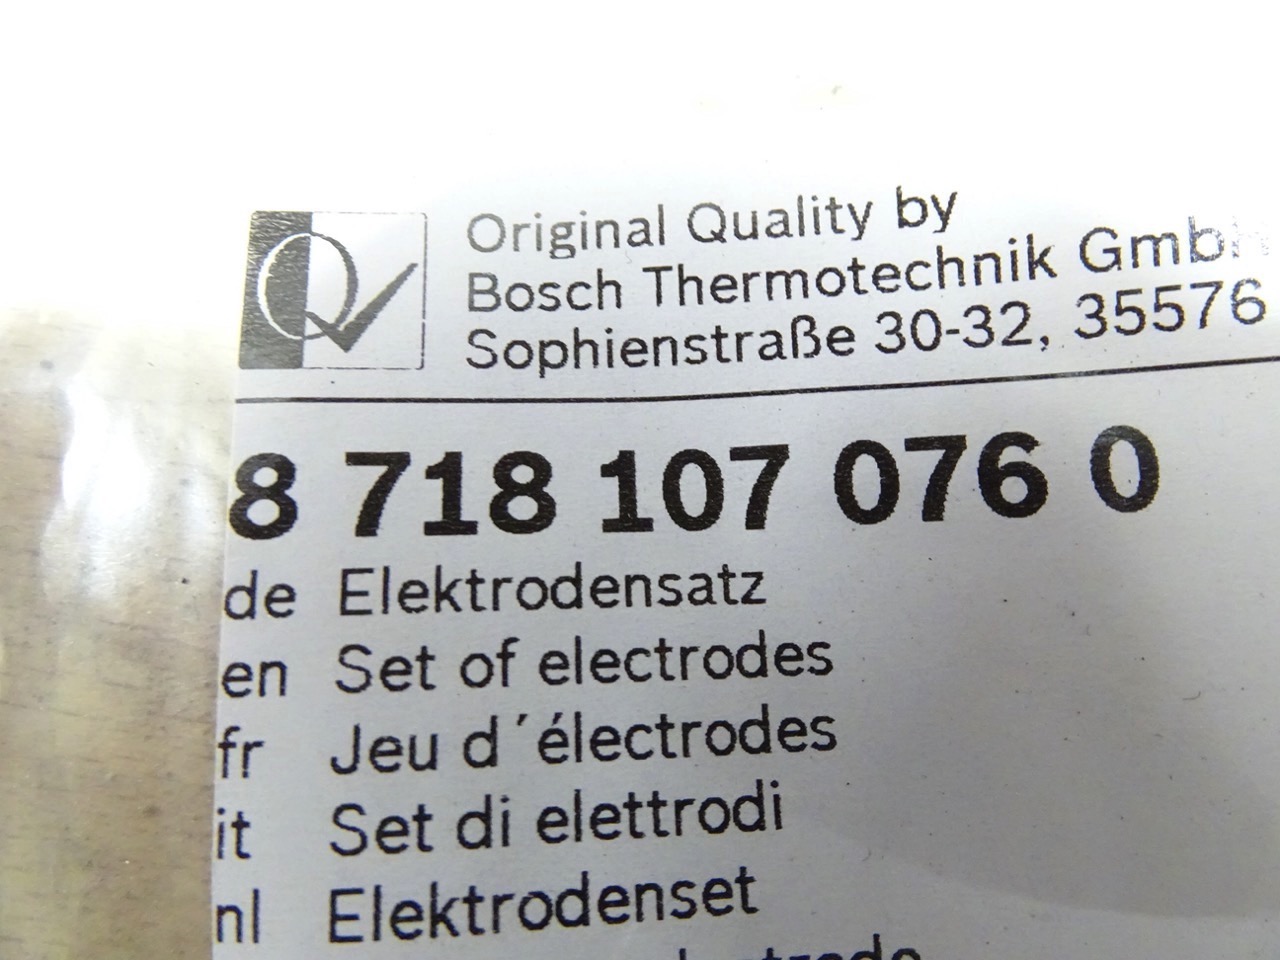 Original Quality by
Bosch Thermotechnik GmbH
Sophienstraße 30-32, 35576
8 718 107 076 0
de Elektrodensatz
en Set of electrodes
fr Jeu d´électrodes
it Set di elettrodi
nl Elektrodenset